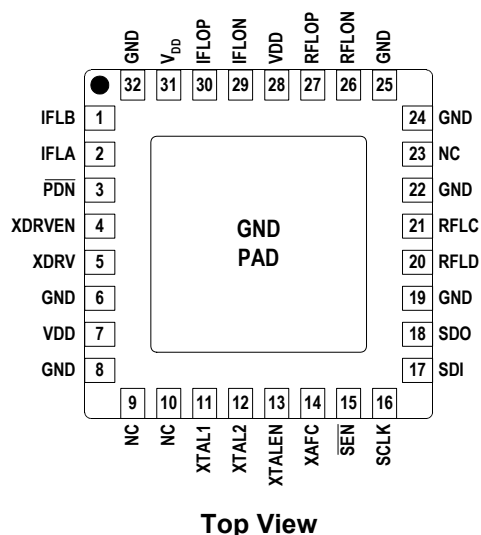 GND V_DD IFLOP IFLON VDD RFLOP RFLON GND
32 31 30 29 28 27 26 25
IFLB 1 24 GND
IFLA 2 23 NC
P̅D̅N̅ 3 22 GND
XDRVEN 4 21 RFLC
XDRV 5 20 RFLD
GND 6 19 GND
VDD 7 18 SDO
GND 8 17 SDI
GND
PAD
9 10 11 12 13 14 15 16
NC NC XTAL1 XTAL2 XTALEN XAFC S̅E̅N̅ SCLK
Top View